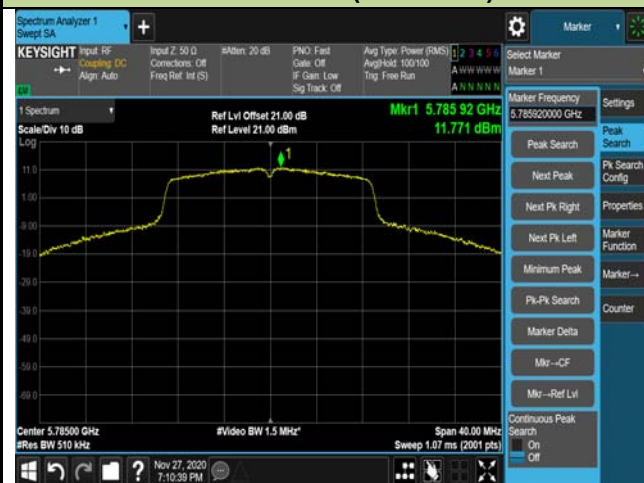 Spectrum Analyzer 1
Swept SA
Marker
KEYSIGHT
Input: RF
Coupling: DC
Align: Auto
Input Z: 50 Ω
Corrections: Off
Freq Ref: Int (S)
#Atten: 20 dB
PNO: Fast
Gate: Off
IF Gain: Low
Sig Track: Off
Avg Type: Power (RMS)
Avg|Hold: 100/100
Trig: Free Run
1 2 3 4 5 6
A W W W W W
A N N N N N
LXI
Select Marker
Marker 1
1 Spectrum
Scale/Div 10 dB
Log
Ref Lvl Offset 21.00 dB
Ref Level 21.00 dBm
Mkr1 5.785 92 GHz
11.771 dBm
1
11.0
1.00
-9.00
-19.0
-29.0
-39.0
-49.0
-59.0
-69.0
Center 5.78500 GHz
#Res BW 510 kHz
#Video BW 1.5 MHz*
Span 40.00 MHz
Sweep 1.07 ms (2001 pts)
Marker Frequency
5.785920000 GHz
Peak Search
Next Peak
Next Pk Right
Next Pk Left
Minimum Peak
Pk-Pk Search
Marker Delta
Mkr→CF
Mkr→Ref Lvl
Continuous Peak
Search
On
Off
Settings
Peak
Search
Pk Search
Config
Properties
Marker
Function
Marker→
Counter
Nov 27, 2020
7:10:39 PM